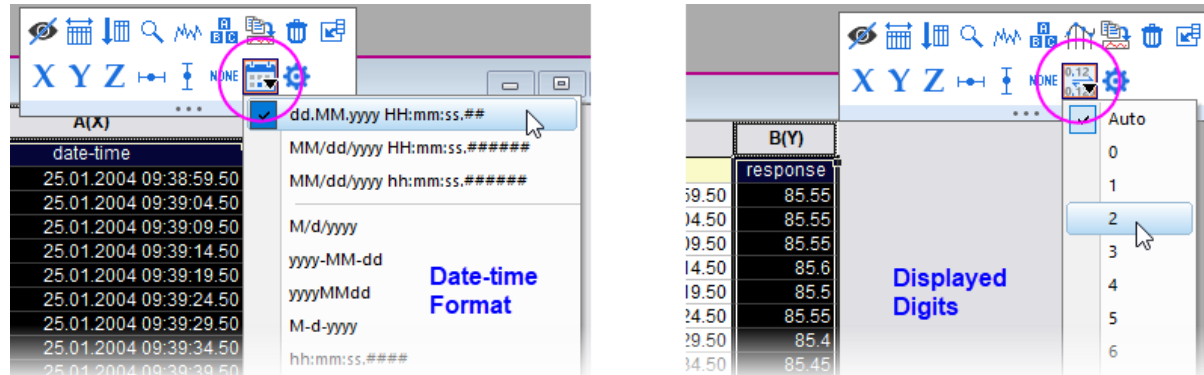 A
B C
X Y Z NONE
A(X)
date-time
25.01.2004 09:38:59.50
25.01.2004 09:39:04.50
25.01.2004 09:39:09.50
25.01.2004 09:39:14.50
25.01.2004 09:39:19.50
25.01.2004 09:39:24.50
25.01.2004 09:39:29.50
25.01.2004 09:39:34.50
25.01.2004 09:39:39.50
dd.MM.yyyy HH:mm:ss.##
MM/dd/yyyy HH:mm:ss.######
MM/dd/yyyy hh:mm:ss.######
M/d/yyyy
yyyy-MM-dd
yyyyMMdd
M-d-yyyy
hh:mm:ss.####
Date-time
Format
A
B C
X Y Z NONE 0.12
B(Y)
response
59.50 85.55
04.50 85.55
09.50 85.55
14.50 85.6
19.50 85.5
24.50 85.55
29.50 85.4
34.50 85.45
Displayed
Digits
Auto
0
1
2
3
4
5
6